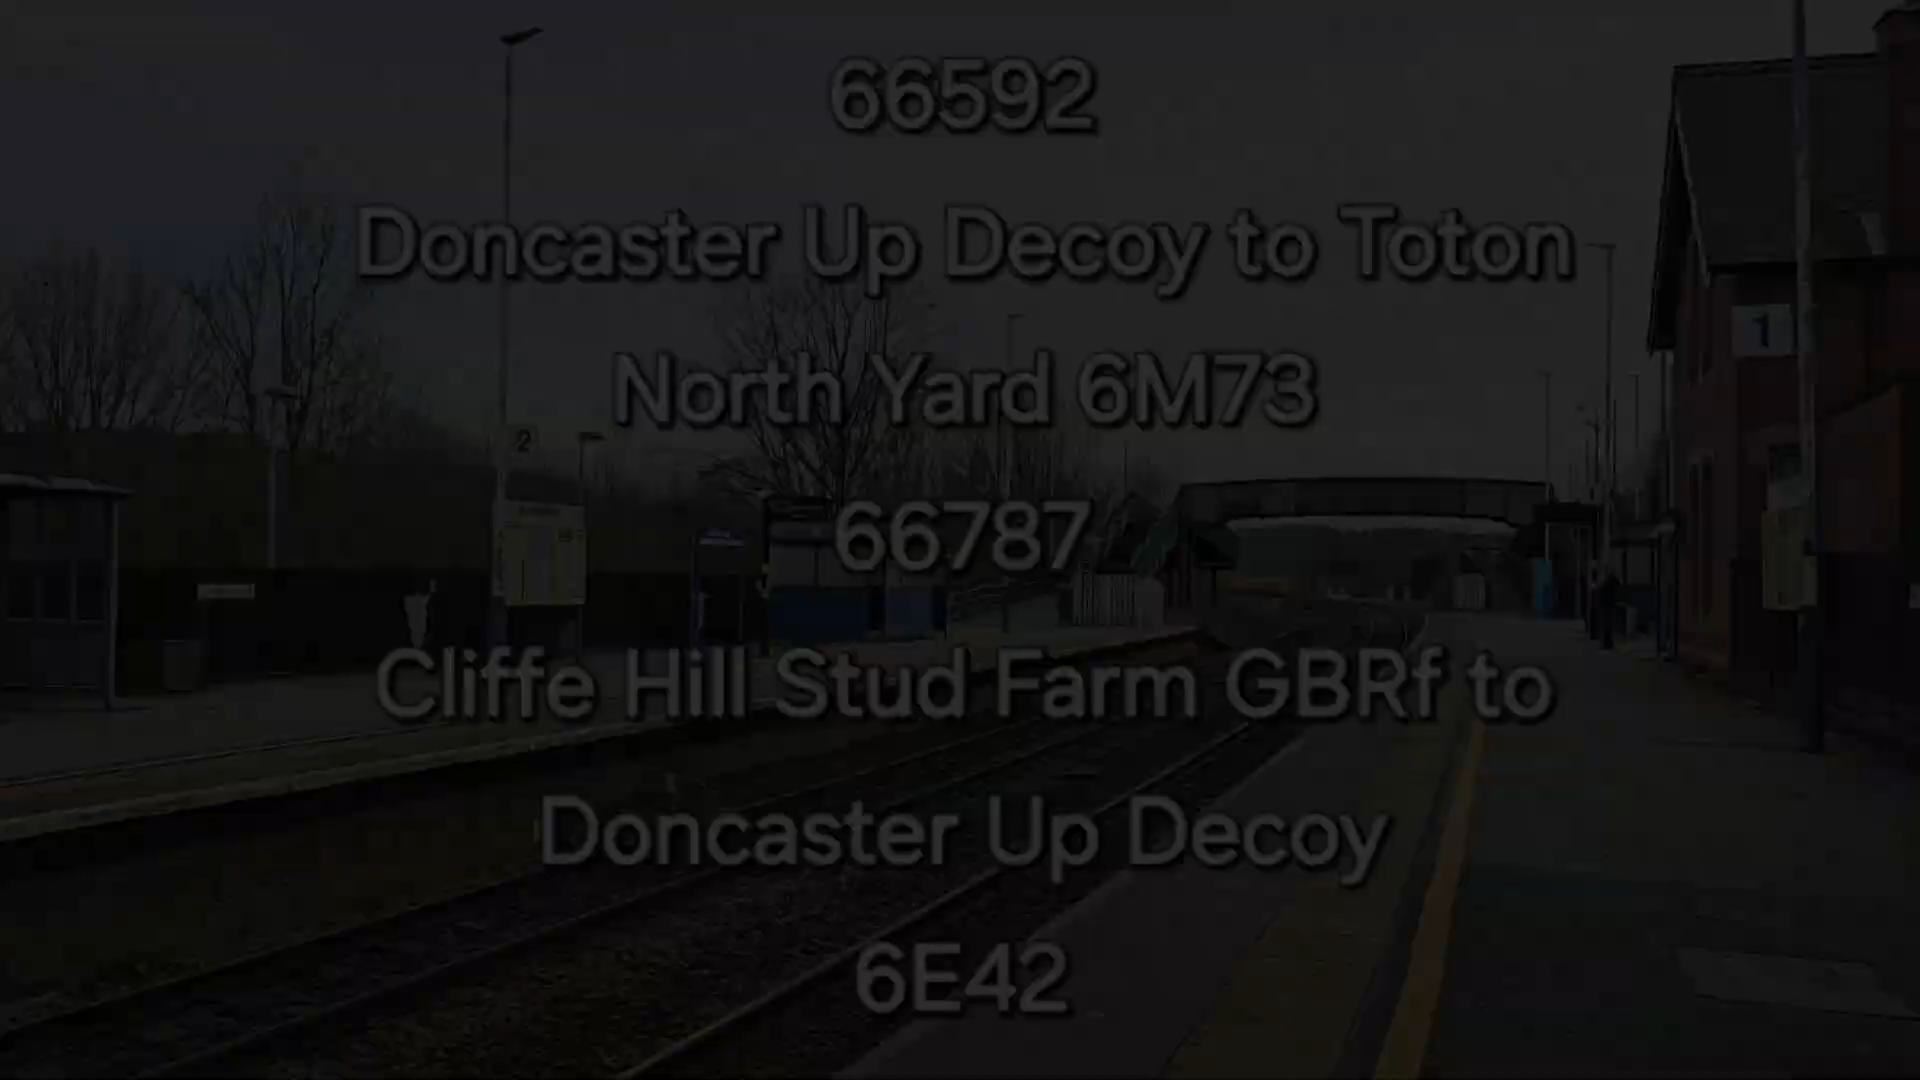 66592
Doncaster Up Decoy to Toton
North Yard 6M73
66787
Cliffe Hill Stud Farm GBRf to
Doncaster Up Decoy
6E42
2
1